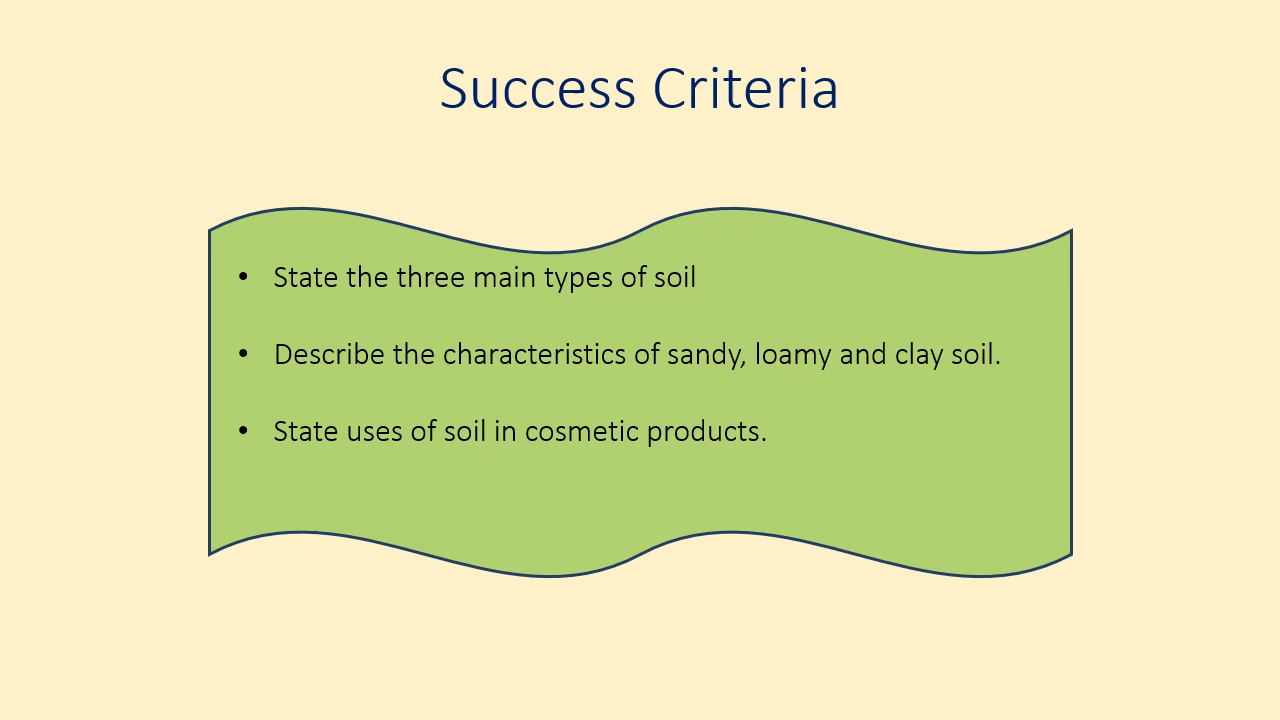 Success Criteria
• State the three main types of soil
• Describe the characteristics of sandy, loamy and clay soil.
• State uses of soil in cosmetic products.